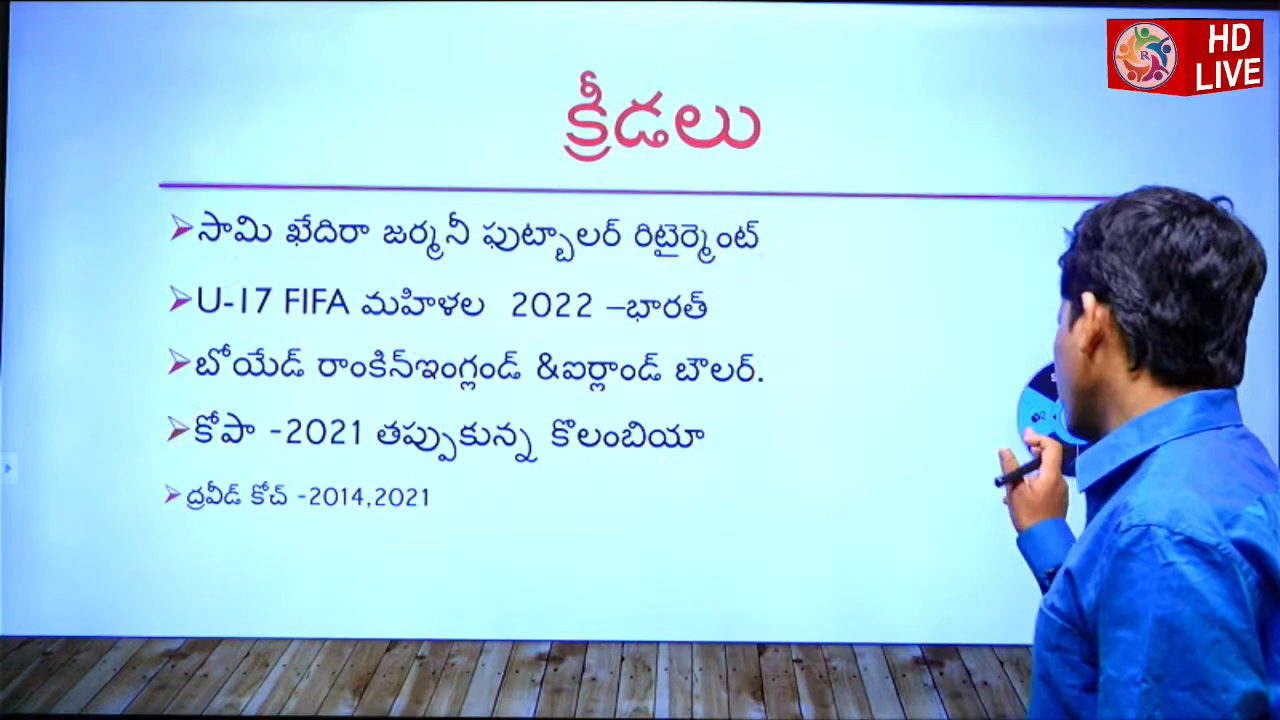 HD
LIVE
R
క్రీడలు
సామి ఖేదిరా జర్మనీ ఫుట్బాలర్ రిటైర్మెంట్
U-17 FIFA మహిళల 2022 –భారత్
బోయేడ్ రాంకిన్ఇంగ్లండ్ &ఐర్లాండ్ బౌలర్.
కోపా -2021 తప్పుకున్న కొలంబియా
ద్రవీడ్ కోచ్ -2014,2021